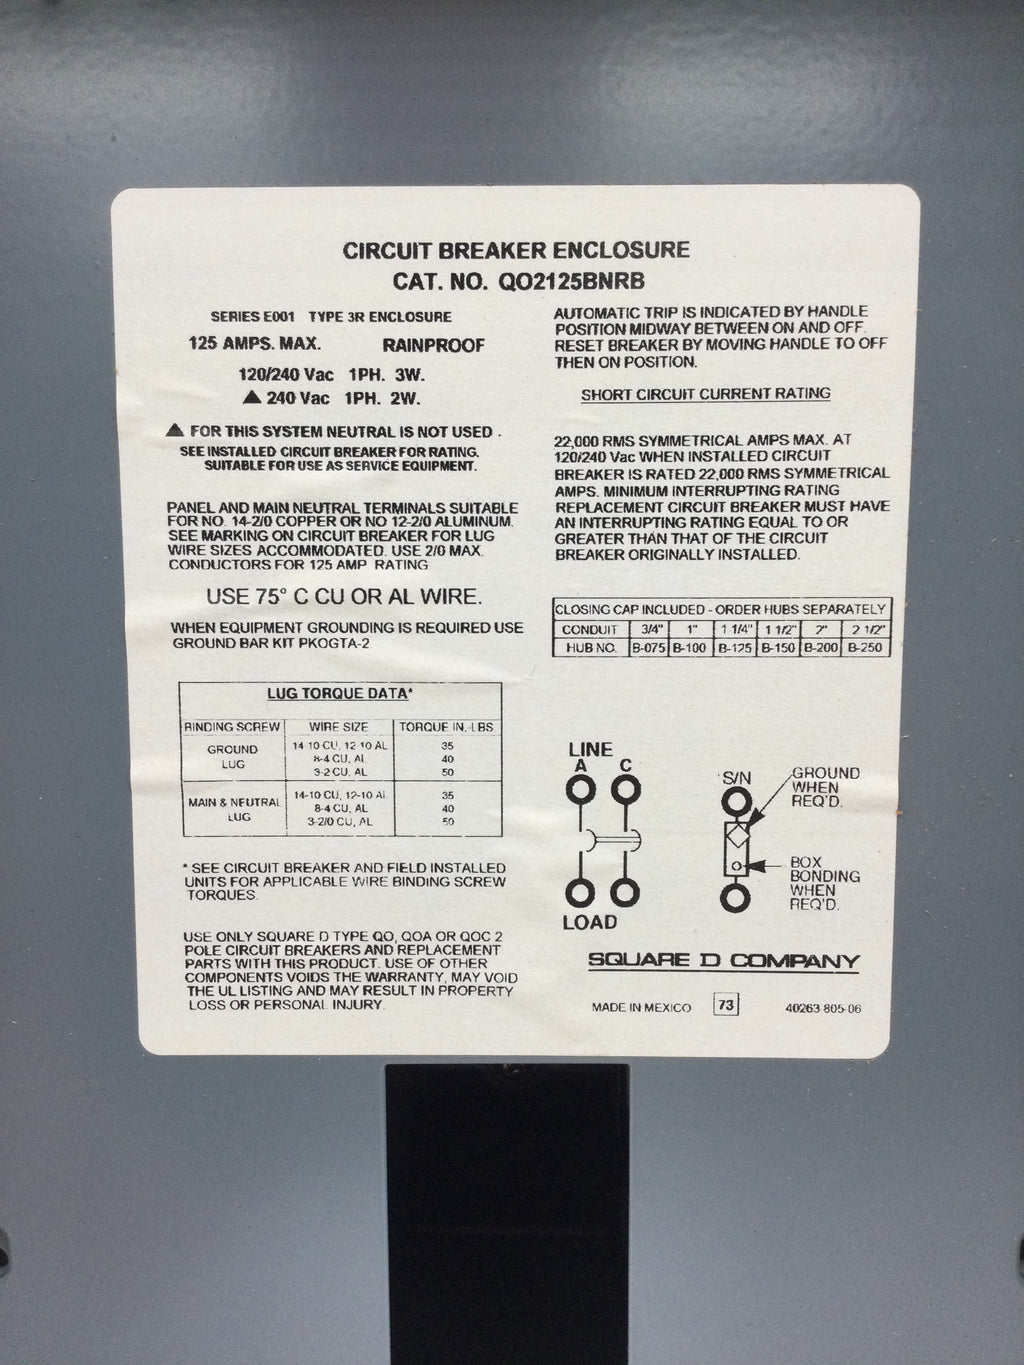 CIRCUIT BREAKER ENCLOSURE
CAT. NO. QO2125BNRB
SERIES E001 TYPE 3R ENCLOSURE
125 AMPS. MAX. RAINPROOF
120/240 Vac 1PH. 3W.
▲ 240 Vac 1PH. 2W.
▲ FOR THIS SYSTEM NEUTRAL IS NOT USED.
SEE INSTALLED CIRCUIT BREAKER FOR RATING.
SUITABLE FOR USE AS SERVICE EQUIPMENT.
PANEL AND MAIN NEUTRAL TERMINALS SUITABLE
FOR NO. 14-2/0 COPPER OR NO 12-2/0 ALUMINUM.
SEE MARKING ON CIRCUIT BREAKER FOR LUG
WIRE SIZES ACCOMMODATED. USE 2/0 MAX.
CONDUCTORS FOR 125 AMP RATING
USE 75° C CU OR AL WIRE.
WHEN EQUIPMENT GROUNDING IS REQUIRED USE
GROUND BAR KIT PKOGTA-2
LUG TORQUE DATA*
BINDING SCREW WIRE SIZE TORQUE IN.-LBS
GROUND LUG
14-10 CU, 12-10 AL 35
8-4 CU, AL 40
3-2 CU, AL 50
MAIN & NEUTRAL LUG
14-10 CU, 12-10 AL 35
8-4 CU, AL 40
3-2/0 CU, AL 50
* SEE CIRCUIT BREAKER AND FIELD INSTALLED
UNITS FOR APPLICABLE WIRE BINDING SCREW
TORQUES.
USE ONLY SQUARE D TYPE QO, QOA OR QOC 2
POLE CIRCUIT BREAKERS AND REPLACEMENT
PARTS WITH THIS PRODUCT. USE OF OTHER
COMPONENTS VOIDS THE WARRANTY, MAY VOID
THE UL LISTING AND MAY RESULT IN PROPERTY
LOSS OR PERSONAL INJURY.
AUTOMATIC TRIP IS INDICATED BY HANDLE
POSITION MIDWAY BETWEEN ON AND OFF.
RESET BREAKER BY MOVING HANDLE TO OFF
THEN ON POSITION.
SHORT CIRCUIT CURRENT RATING
22,000 RMS SYMMETRICAL AMPS MAX. AT
120/240 Vac WHEN INSTALLED CIRCUIT
BREAKER IS RATED 22,000 RMS SYMMETRICAL
AMPS. MINIMUM INTERRUPTING RATING
REPLACEMENT CIRCUIT BREAKER MUST HAVE
AN INTERRUPTING RATING EQUAL TO OR
GREATER THAN THAT OF THE CIRCUIT
BREAKER ORIGINALLY INSTALLED.
CLOSING CAP INCLUDED - ORDER HUBS SEPARATELY
CONDUIT 3/4" 1" 1 1/4" 1 1/2" 2" 2 1/2"
HUB NO. B-075 B-100 B-125 B-150 B-200 B-250
LINE
A C
LOAD
S/N
GROUND
WHEN
REQ'D.
BOX
BONDING
WHEN
REQ'D.
SQUARE D COMPANY
MADE IN MEXICO 73 40263-805-06